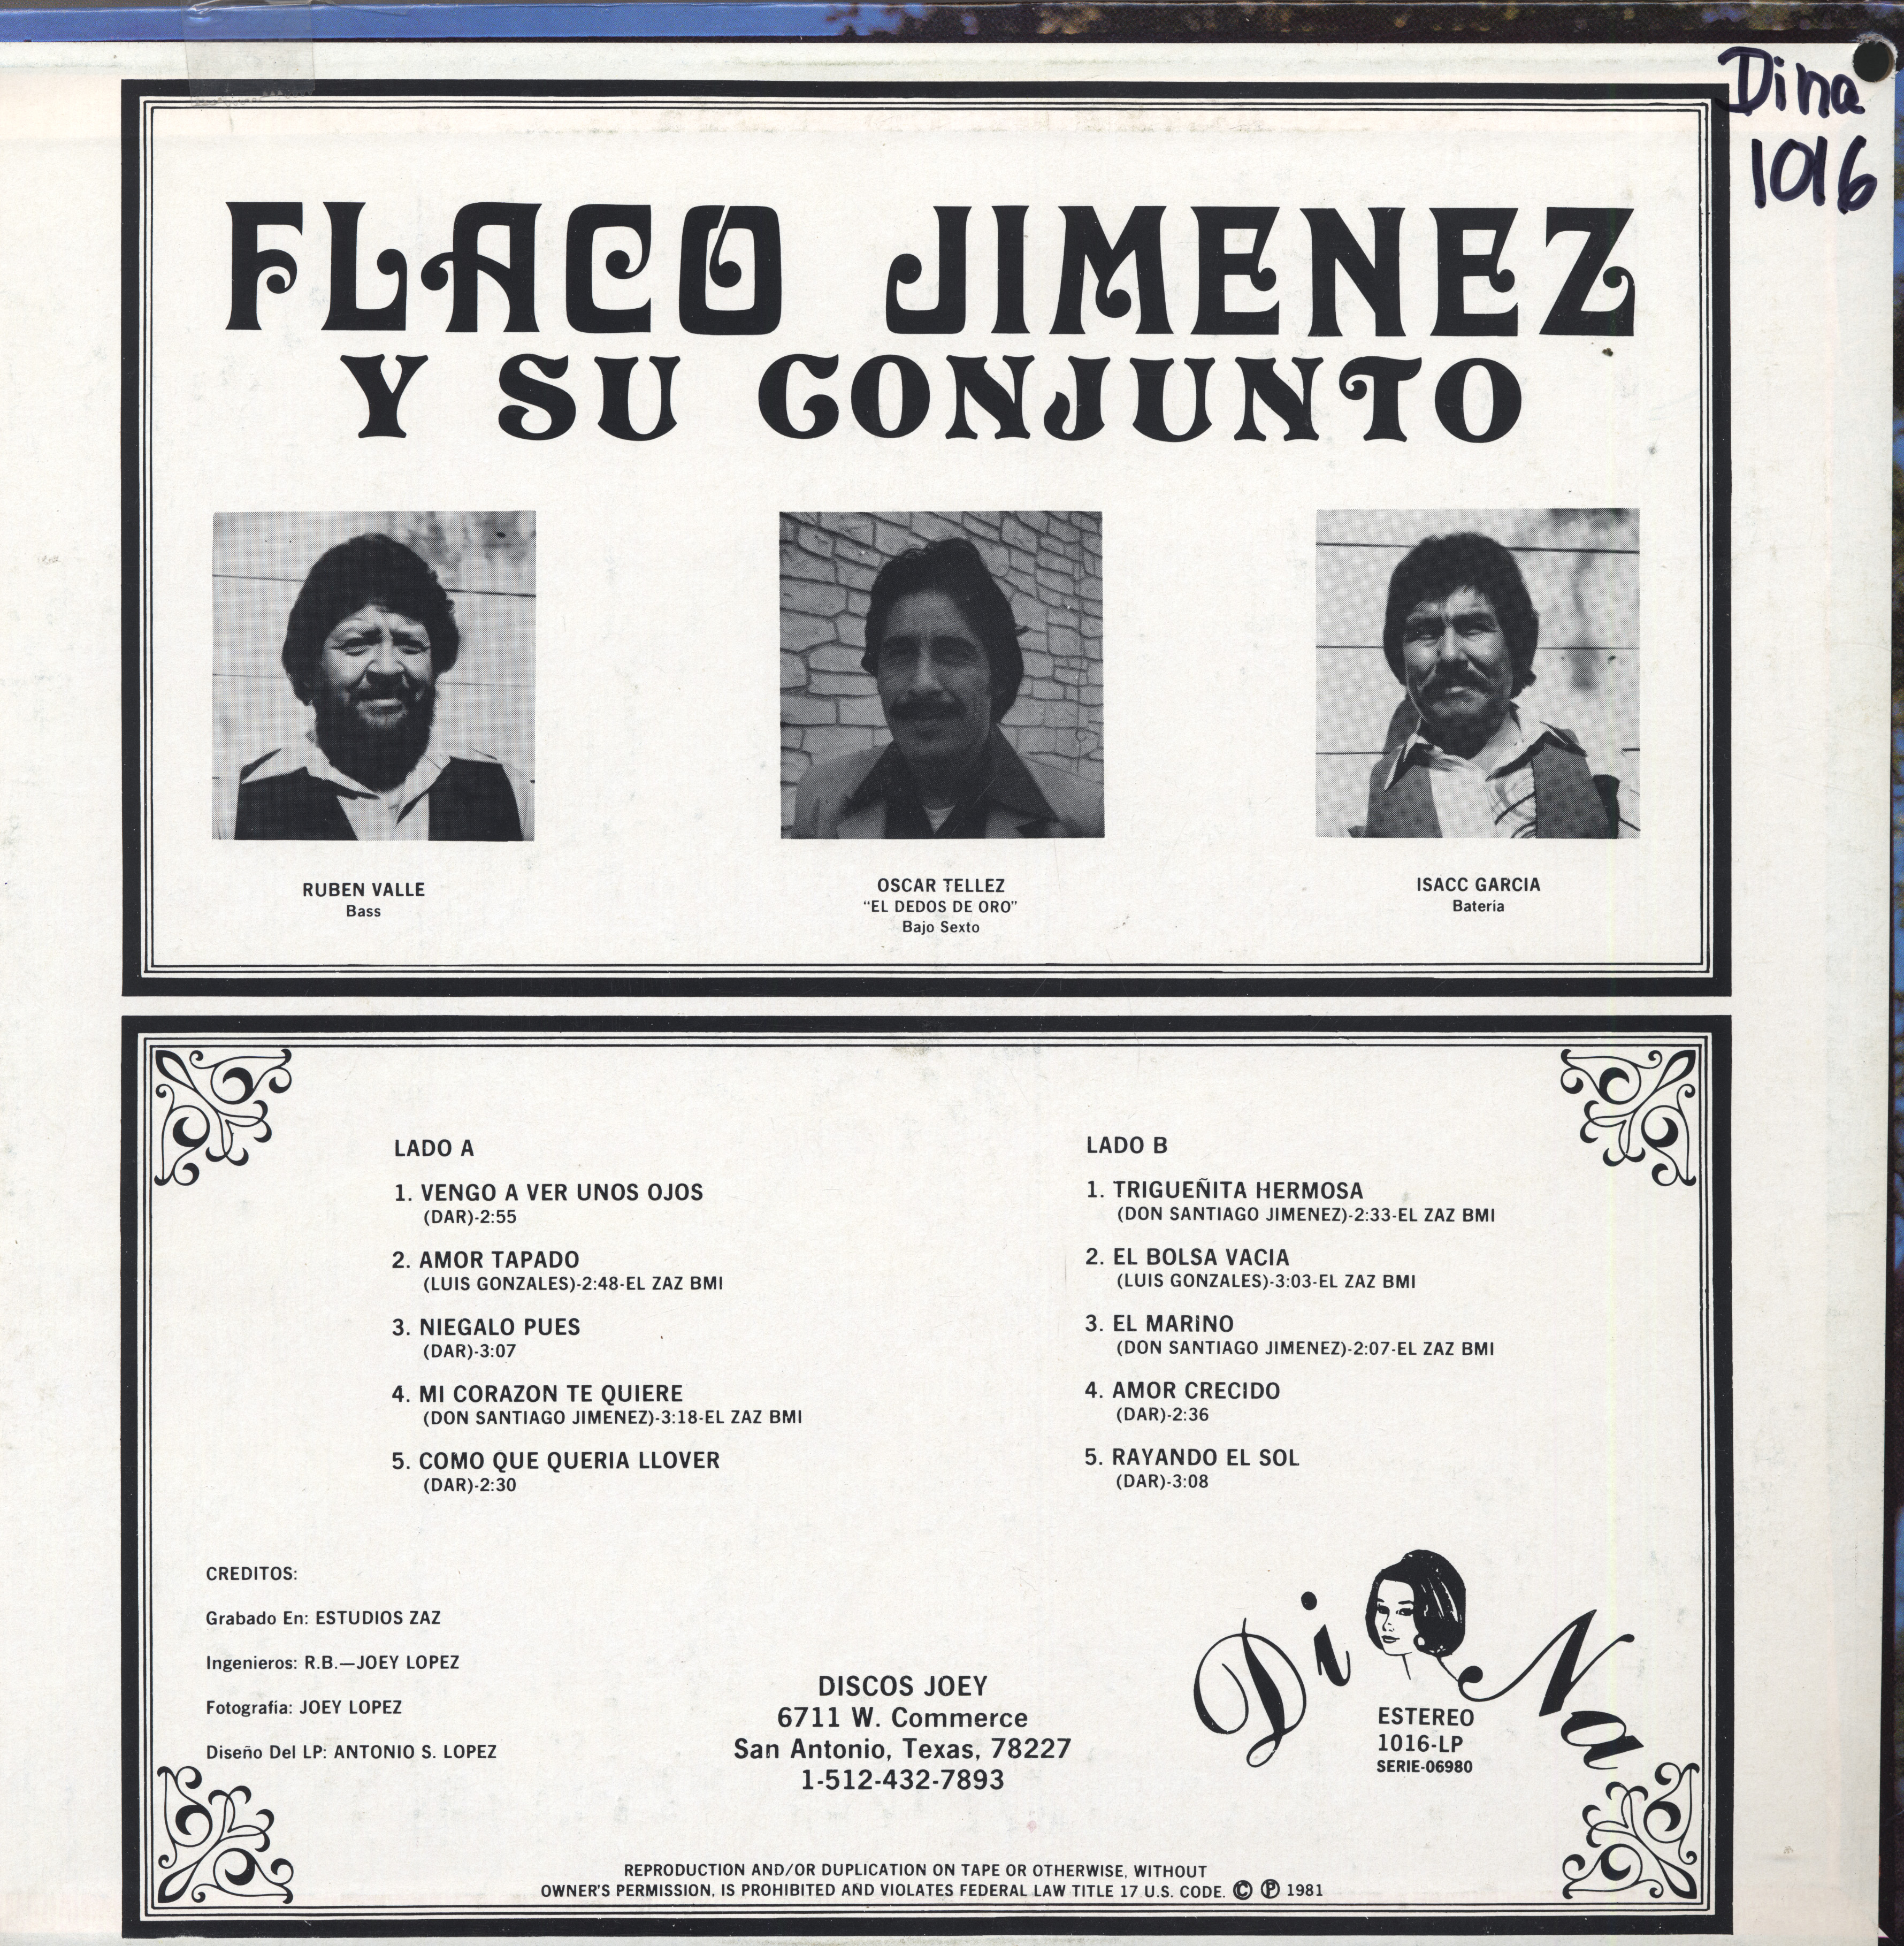 Dina
1016
FLACO JIMENEZ
Y SU CONJUNTO
RUBEN VALLE
Bass
OSCAR TELLEZ
“EL DEDOS DE ORO”
Bajo Sexto
ISACC GARCIA
Bateria
LADO A
1. VENGO A VER UNOS OJOS
(DAR)-2:55
2. AMOR TAPADO
(LUIS GONZALES)-2:48-EL ZAZ BMI
3. NIEGALO PUES
(DAR)-3:07
4. MI CORAZON TE QUIERE
(DON SANTIAGO JIMENEZ)-3:18-EL ZAZ BMI
5. COMO QUE QUERIA LLOVER
(DAR)-2:30
LADO B
1. TRIGUEÑITA HERMOSA
(DON SANTIAGO JIMENEZ)-2:33-EL ZAZ BMI
2. EL BOLSA VACIA
(LUIS GONZALES)-3:03-EL ZAZ BMI
3. EL MARINO
(DON SANTIAGO JIMENEZ)-2:07-EL ZAZ BMI
4. AMOR CRECIDO
(DAR)-2:36
5. RAYANDO EL SOL
(DAR)-3:08
CREDITOS:
Grabado En: ESTUDIOS ZAZ
Ingenieros: R.B.—JOEY LOPEZ
Fotografía: JOEY LOPEZ
Diseño Del LP: ANTONIO S. LOPEZ
DISCOS JOEY
6711 W. Commerce
San Antonio, Texas, 78227
1-512-432-7893
DiNa
ESTEREO
1016-LP
SERIE-06980
REPRODUCTION AND/OR DUPLICATION ON TAPE OR OTHERWISE, WITHOUT
OWNER'S PERMISSION, IS PROHIBITED AND VIOLATES FEDERAL LAW TITLE 17 U.S. CODE. © ℗ 1981